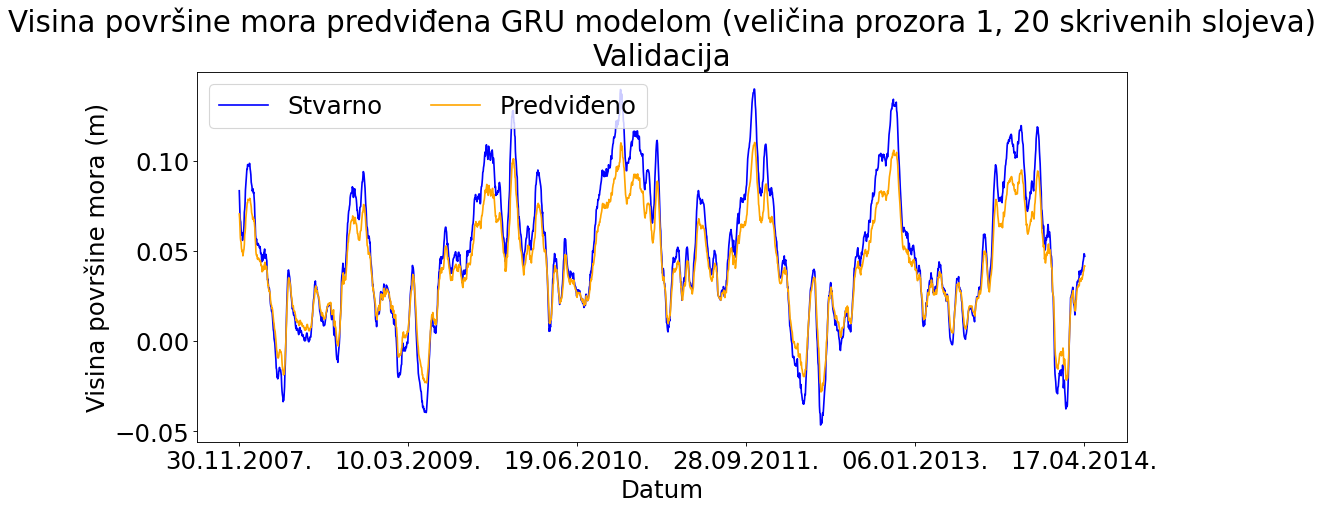 Visina površine mora predviđena GRU modelom (veličina prozora 1, 20 skrivenih slojeva)
Validacija
Stvarno
Predviđeno
Visina površine mora (m)
0.10
0.05
0.00
−0.05
30.11.2007.
10.03.2009.
19.06.2010.
28.09.2011.
06.01.2013.
17.04.2014.
Datum